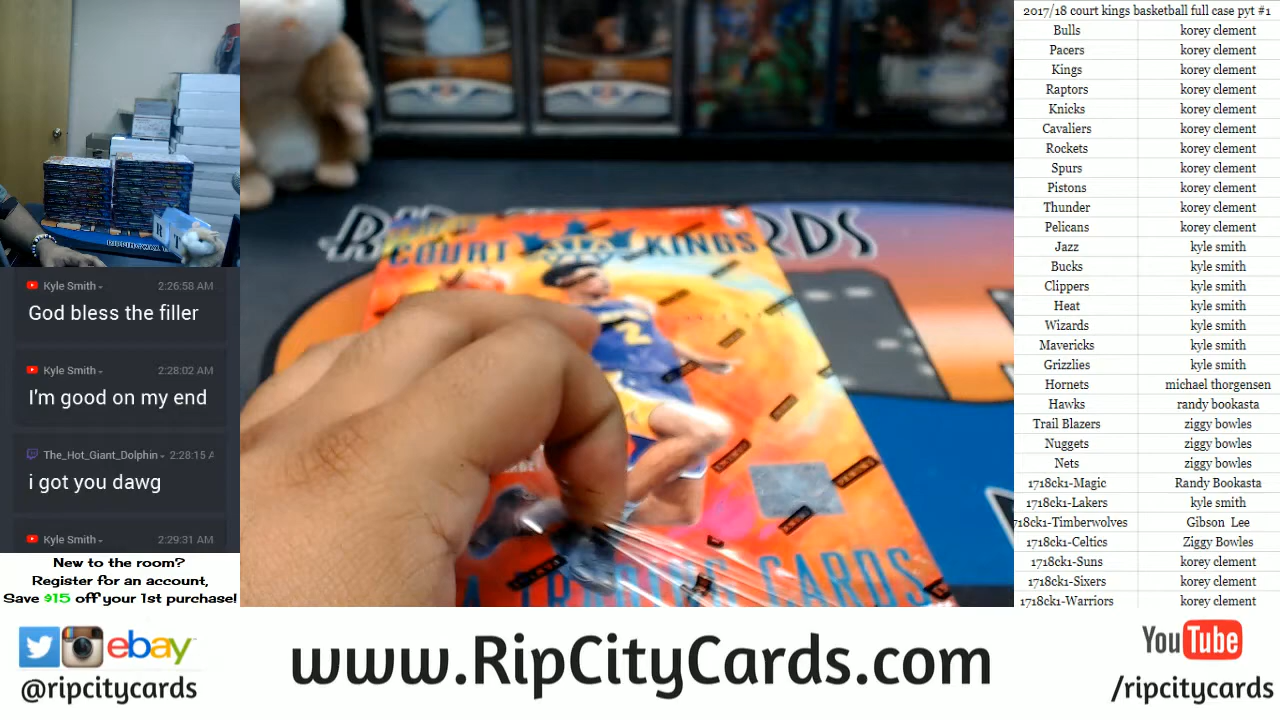 2017/18 court kings basketball full case pyt #1
Bulls korey clement
Pacers korey clement
Kings korey clement
Raptors korey clement
Knicks korey clement
Cavaliers korey clement
Rockets korey clement
Spurs korey clement
Pistons korey clement
Thunder korey clement
Pelicans korey clement
Jazz kyle smith
Bucks kyle smith
Clippers kyle smith
Heat kyle smith
Wizards kyle smith
Mavericks kyle smith
Grizzlies kyle smith
Hornets michael thorgensen
Hawks randy bookasta
Trail Blazers ziggy bowles
Nuggets ziggy bowles
Nets ziggy bowles
1718ck1-Magic Randy Bookasta
1718ck1-Lakers kyle smith
718ck1-Timberwolves Gibson Lee
1718ck1-Celtics Ziggy Bowles
1718ck1-Suns korey clement
1718ck1-Sixers korey clement
1718ck1-Warriors korey clement
COURT KINGS
2
TRADING CARDS
Kyle Smith 2:26:58 AM
God bless the filler
Kyle Smith 2:28:02 AM
I'm good on my end
The_Hot_Giant_Dolphin 2:28:15 A
i got you dawg
Kyle Smith 2:29:31 AM
New to the room?
Register for an account,
Save $15 off your 1st purchase!
ebay
@ripcitycards
www.RipCityCards.com
YouTube
/ripcitycards